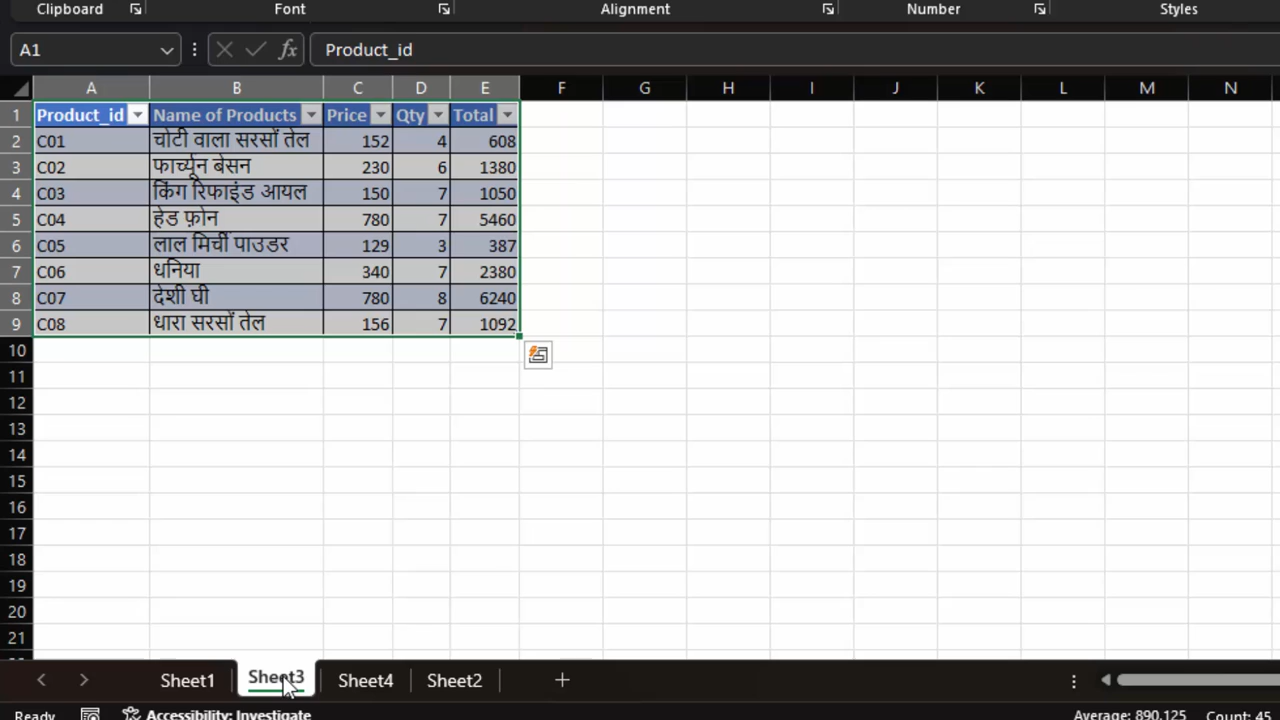 Clipboard Font Alignment Number Styles
A1 fx Product_id
A B C D E F G H I J K L M N
1 Product_id Name of Products Price Qty Total
2 C01 चोटी वाला सरसों तेल 152 4 608
3 C02 फार्च्यून बेसन 230 6 1380
4 C03 किंग रिफाइंड आयल 150 7 1050
5 C04 हेड फ़ोन 780 7 5460
6 C05 लाल मिर्ची पाउडर 129 3 387
7 C06 धनिया 340 7 2380
8 C07 देशी घी 780 8 6240
9 C08 धारा सरसों तेल 156 7 1092
10
11
12
13
14
15
16
17
18
19
20
21
Sheet1 Sheet3 Sheet4 Sheet2
Ready Accessibility: Investigate Average: 890.125 Count: 45